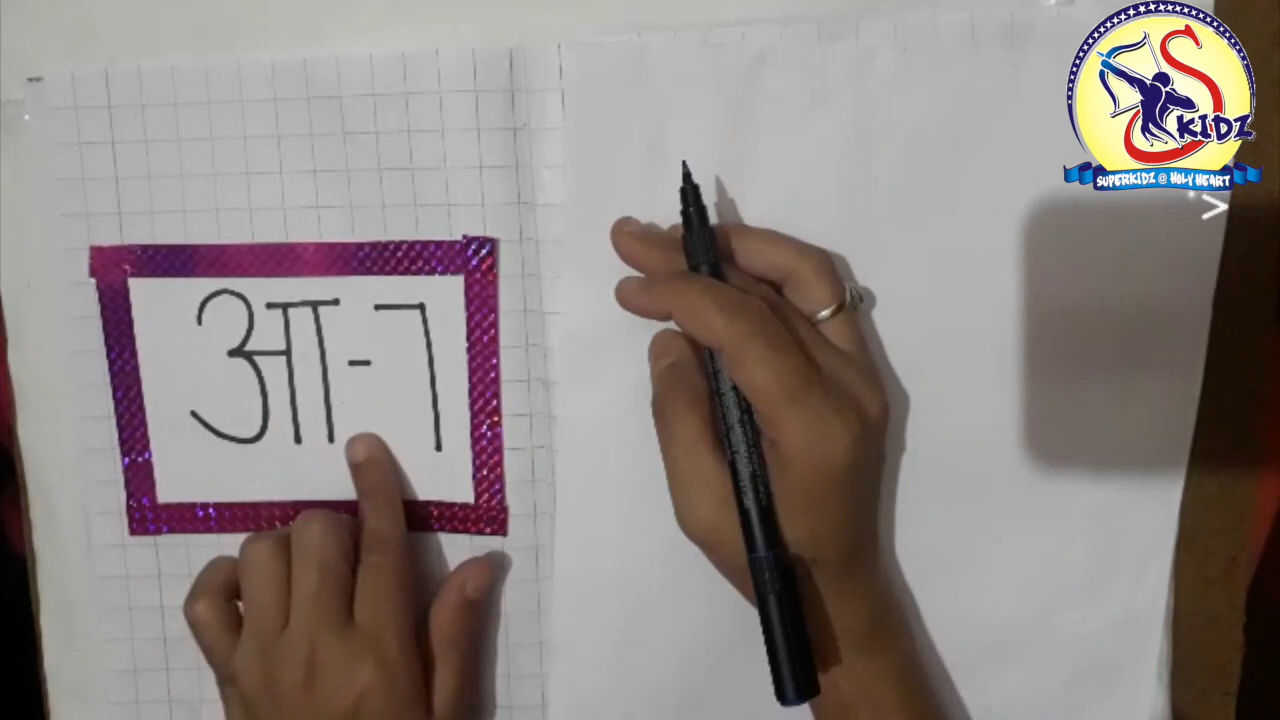 आ - ा
S KIDZ
SUPERKIDZ @ HOLY HEART